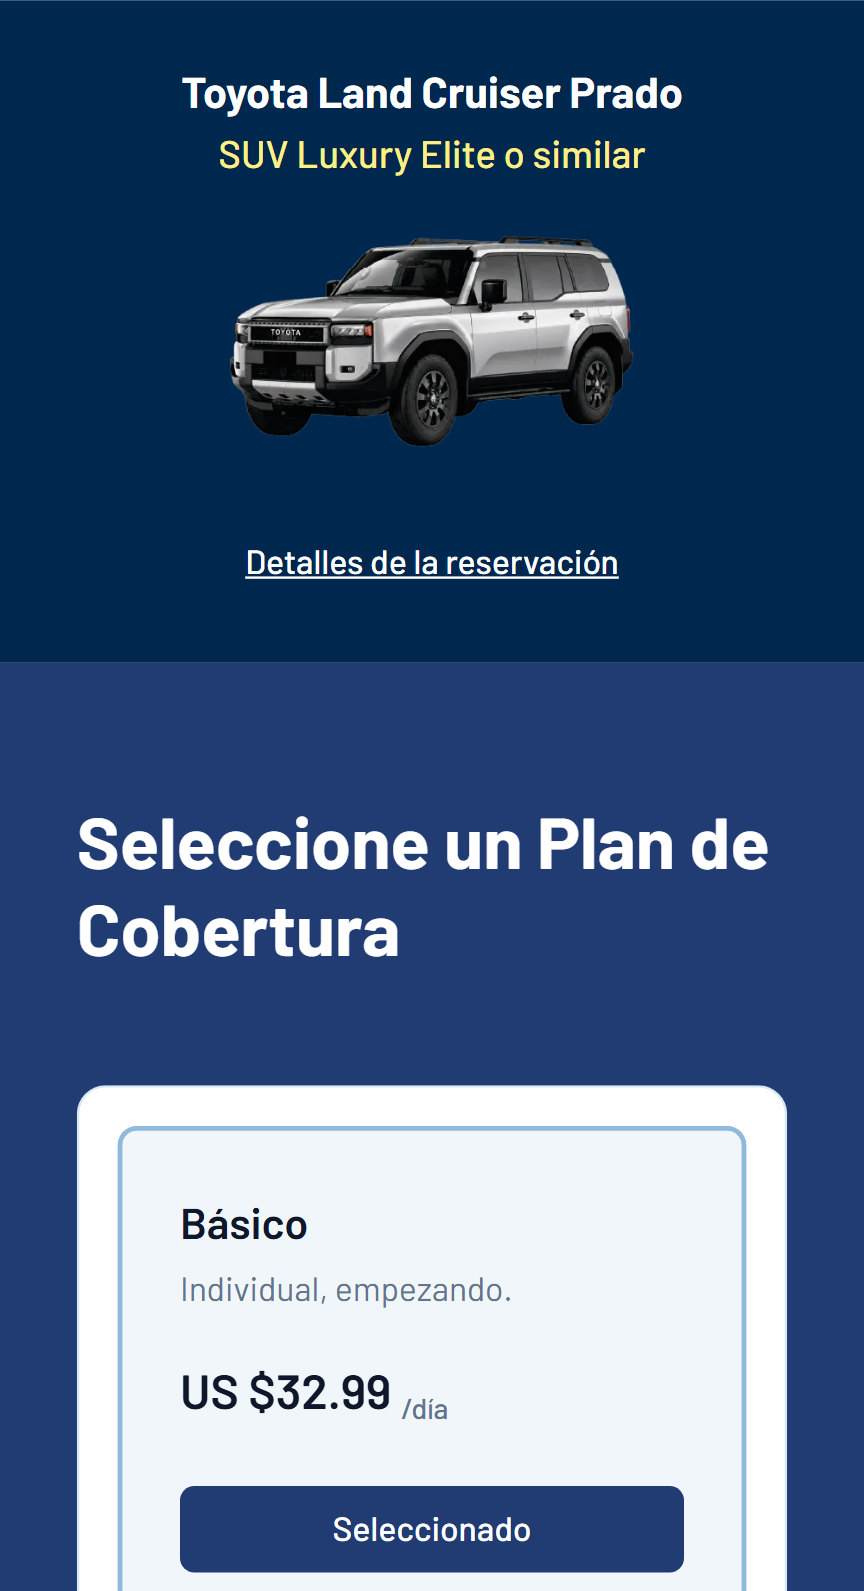 Toyota Land Cruiser Prado
SUV Luxury Elite o similar
TOYOTA
Detalles de la reservación
Seleccione un Plan de
Cobertura
Básico
Individual, empezando.
US $32.99 /día
Seleccionado